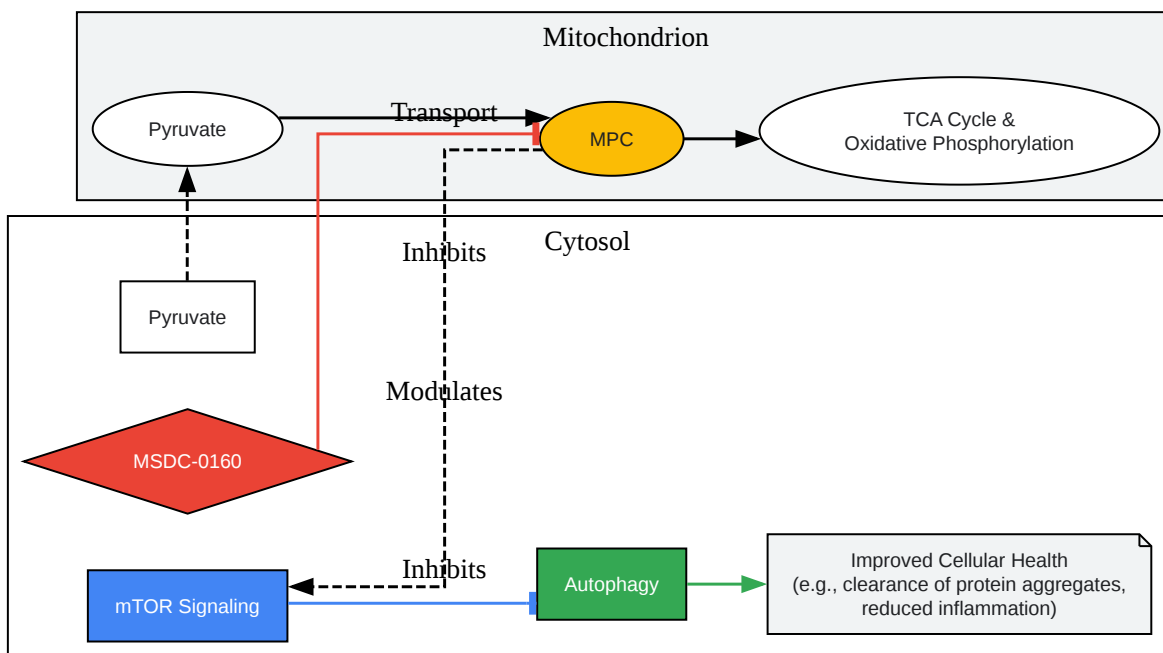 Mitochondrion
Transport
Pyruvate
MPC
TCA Cycle &
Oxidative Phosphorylation
Cytosol
Inhibits
Pyruvate
Modulates
MSDC-0160
Inhibits
mTOR Signaling
Autophagy
Improved Cellular Health
(e.g., clearance of protein aggregates,
reduced inflammation)